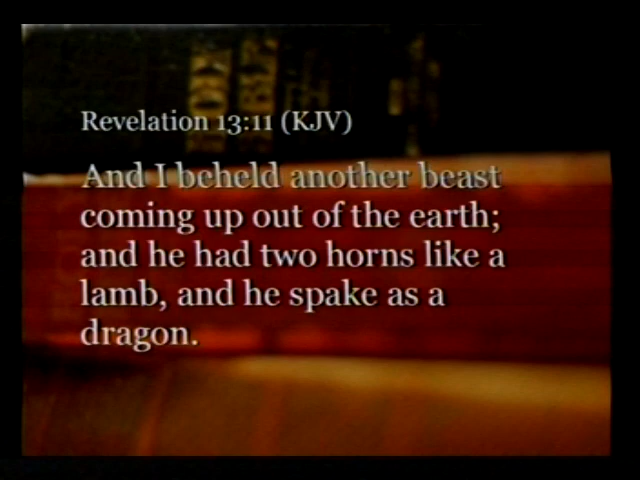 Revelation 13:11 (KJV)
And I beheld another beast
coming up out of the earth;
and he had two horns like a
lamb, and he spake as a
dragon.